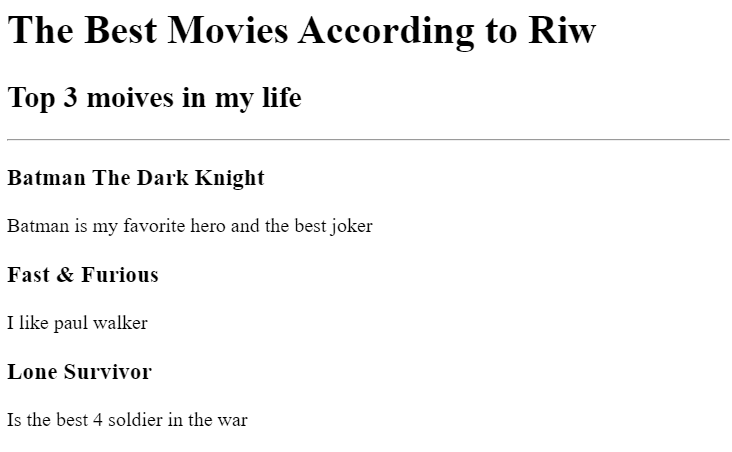 The Best Movies According to Riw
Top 3 moives in my life
Batman The Dark Knight
Batman is my favorite hero and the best joker
Fast & Furious
I like paul walker
Lone Survivor
Is the best 4 soldier in the war